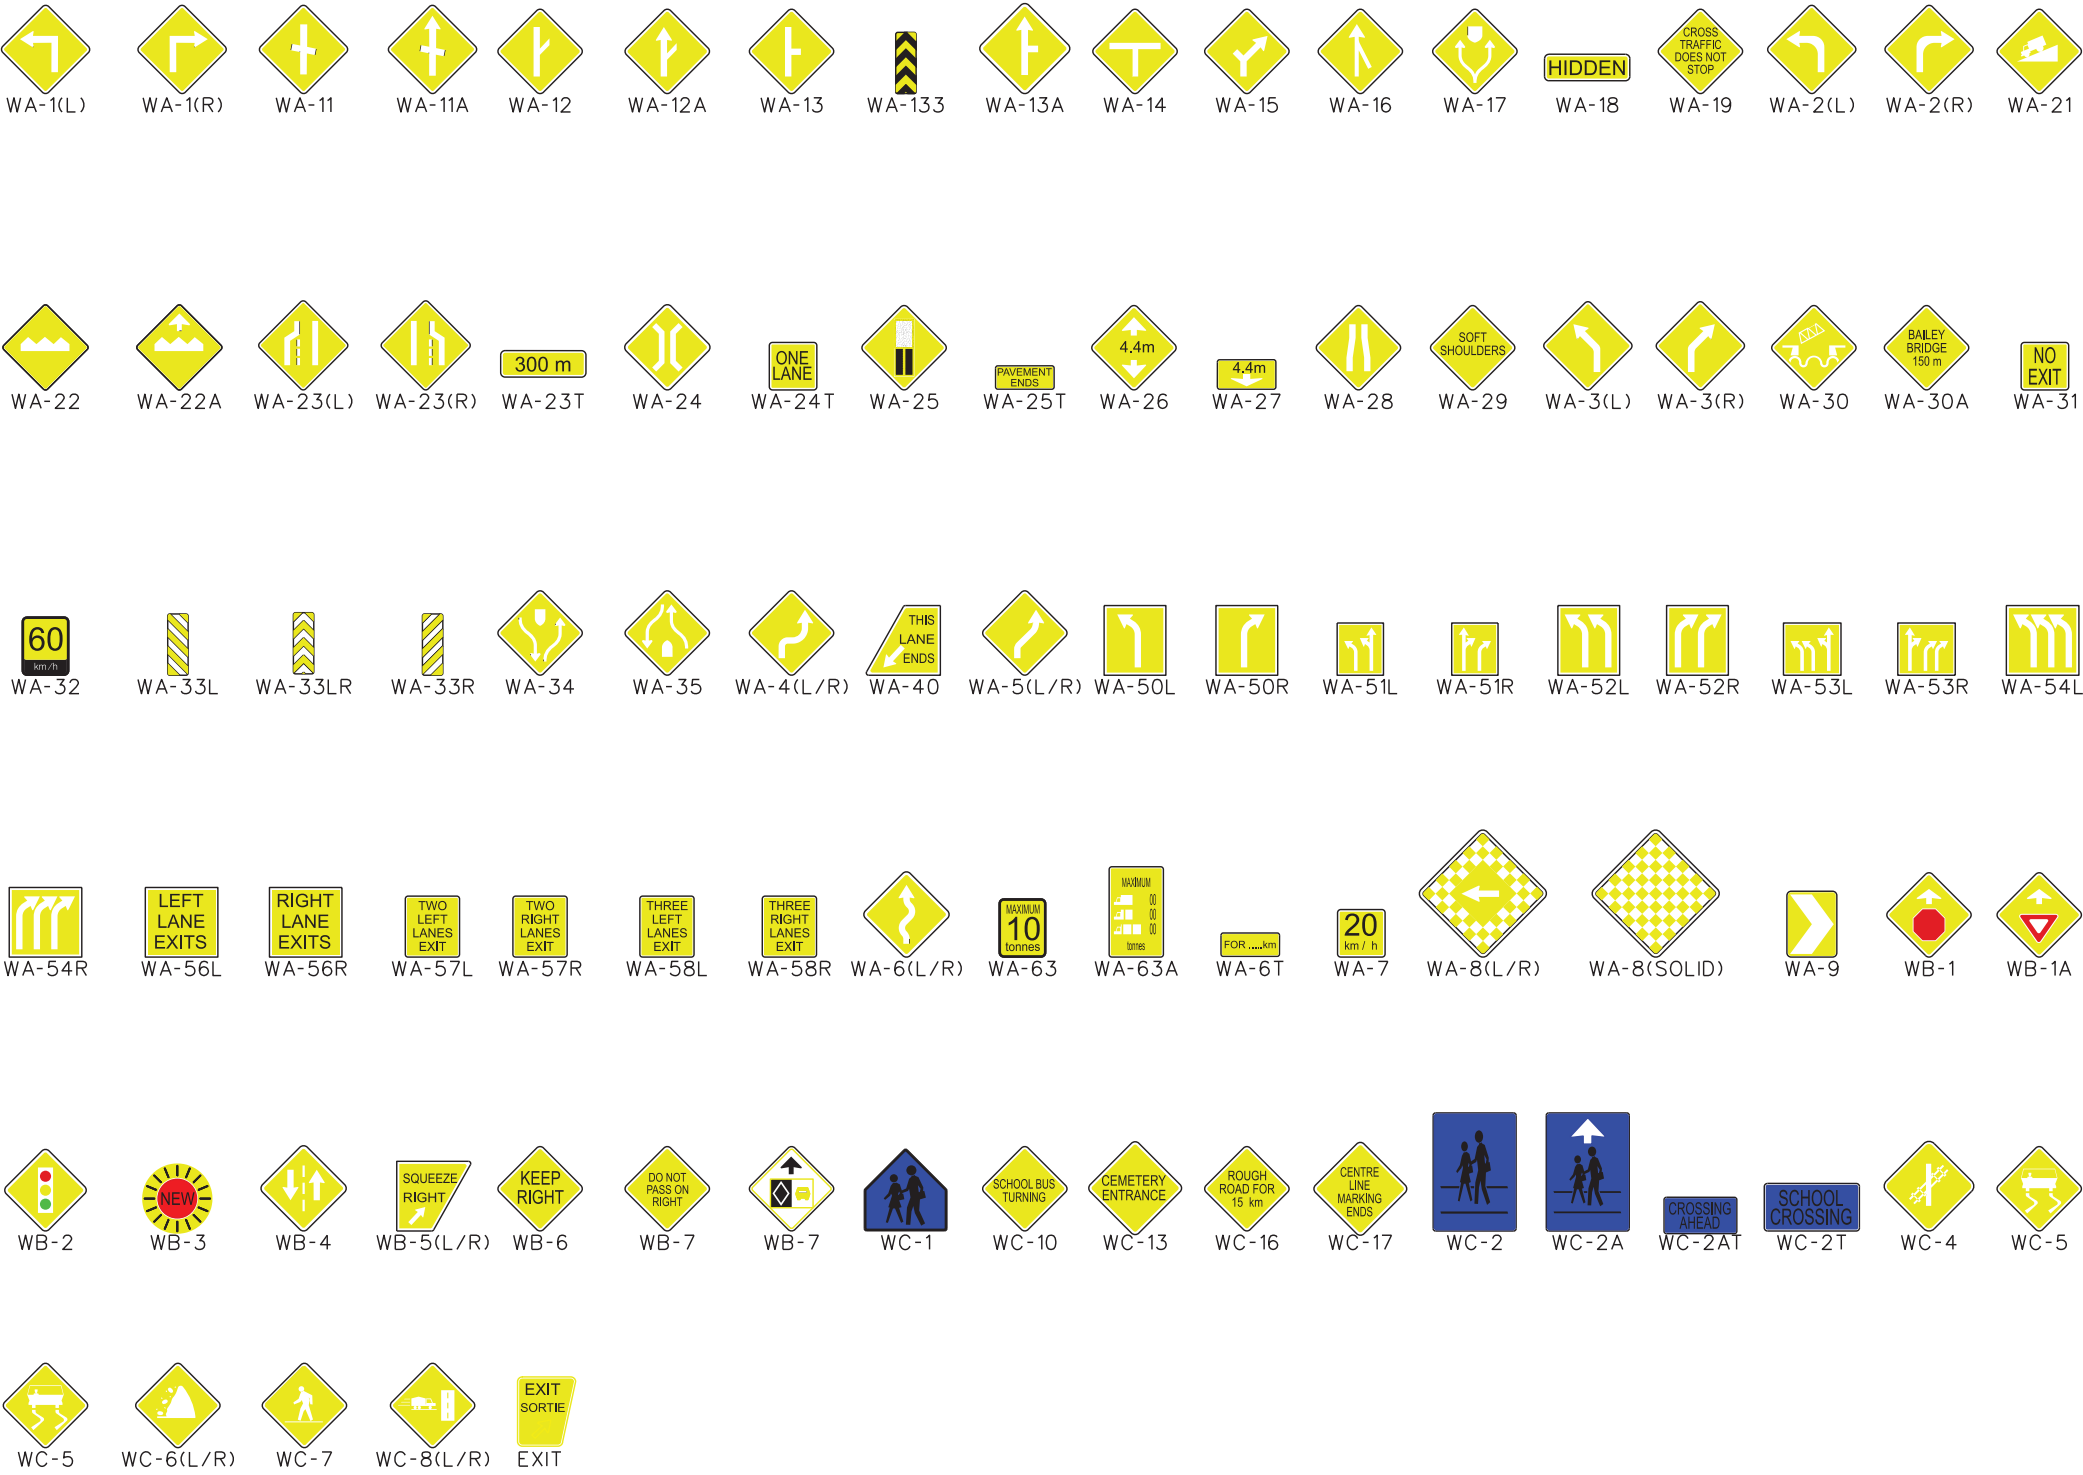 CROSS
TRAFFIC
DOES NOT
STOP
HIDDEN
WA-1(L) WA-1(R) WA-11 WA-11A WA-12 WA-12A WA-13 WA-133 WA-13A WA-14 WA-15 WA-16 WA-17 WA-18 WA-19 WA-2(L) WA-2(R) WA-21
300 m
ONE
LANE
PAVEMENT
ENDS
4.4m
4.4m
SOFT
SHOULDERS
BAILEY
BRIDGE
150 m
NO
EXIT
WA-22 WA-22A WA-23(L) WA-23(R) WA-23T WA-24 WA-24T WA-25 WA-25T WA-26 WA-27 WA-28 WA-29 WA-3(L) WA-3(R) WA-30 WA-30A WA-31
60
km/h
THIS
LANE
ENDS
WA-32 WA-33L WA-33LR WA-33R WA-34 WA-35 WA-4(L/R) WA-40 WA-5(L/R) WA-50L WA-50R WA-51L WA-51R WA-52L WA-52R WA-53L WA-53R WA-54L
LEFT
LANE
EXITS
RIGHT
LANE
EXITS
TWO
LEFT
LANES
EXIT
TWO
RIGHT
LANES
EXIT
THREE
LEFT
LANES
EXIT
THREE
RIGHT
LANES
EXIT
MAXIMUM
10
tonnes
MAXIMUM
00
00
00
tonnes
FOR .....km
20
km / h
WA-54R WA-56L WA-56R WA-57L WA-57R WA-58L WA-58R WA-6(L/R) WA-63 WA-63A WA-6T WA-7 WA-8(L/R) WA-8(SOLID) WA-9 WB-1 WB-1A
NEW
SQUEEZE
RIGHT
KEEP
RIGHT
DO NOT
PASS ON
RIGHT
SCHOOL BUS
TURNING
CEMETERY
ENTRANCE
ROUGH
ROAD FOR
15 km
CENTRE
LINE
MARKING
ENDS
CROSSING
AHEAD
SCHOOL
CROSSING
WB-2 WB-3 WB-4 WB-5(L/R) WB-6 WB-7 WB-7 WC-1 WC-10 WC-13 WC-16 WC-17 WC-2 WC-2A WC-2AT WC-2T WC-4 WC-5
EXIT
SORTIE
WC-5 WC-6(L/R) WC-7 WC-8(L/R) EXIT